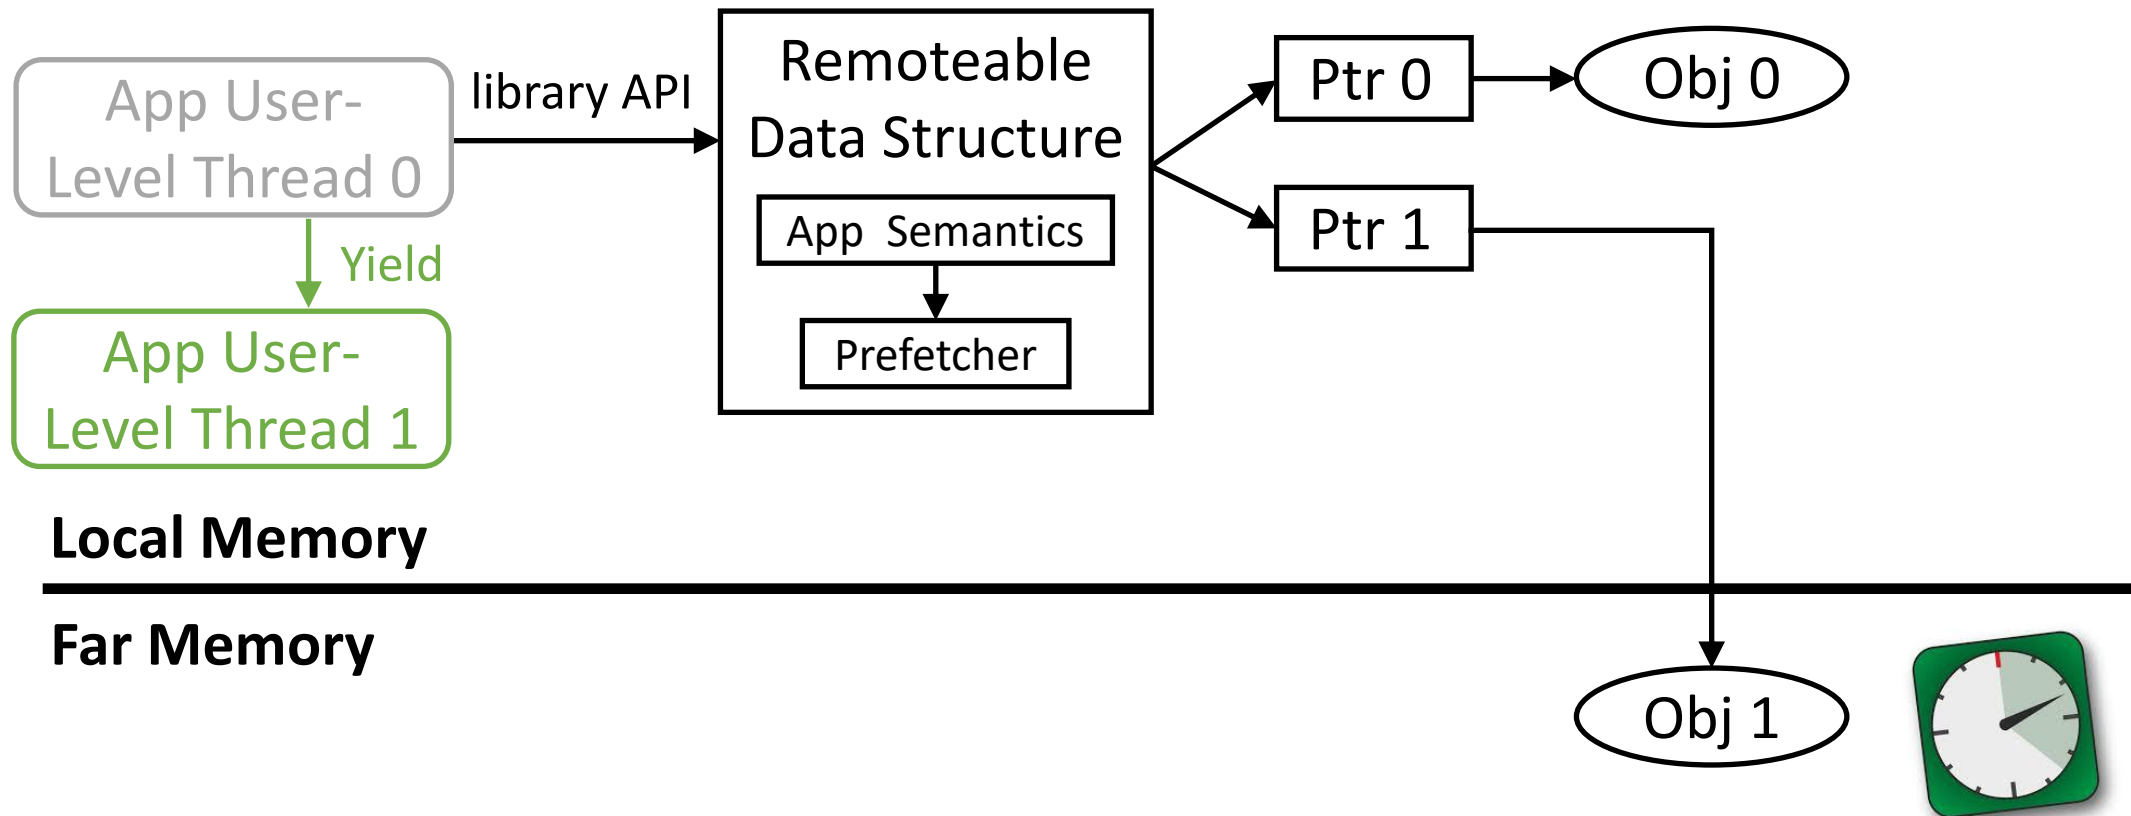 App User-
Level Thread 0
library API
Remoteable
Data Structure
App Semantics
Prefetcher
Ptr 0
Obj 0
Ptr 1
Yield
App User-
Level Thread 1
Local Memory
Far Memory
Obj 1